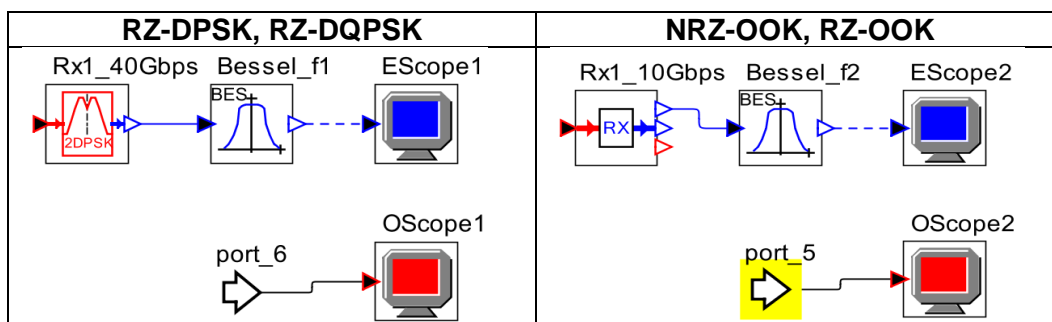 RZ-DPSK, RZ-DQPSK
Rx1_40Gbps Bessel_f1 EScope1
BES
2DPSK
OScope1
port_6
NRZ-OOK, RZ-OOK
Rx1_10Gbps Bessel_f2 EScope2
BES
RX
OScope2
port_5